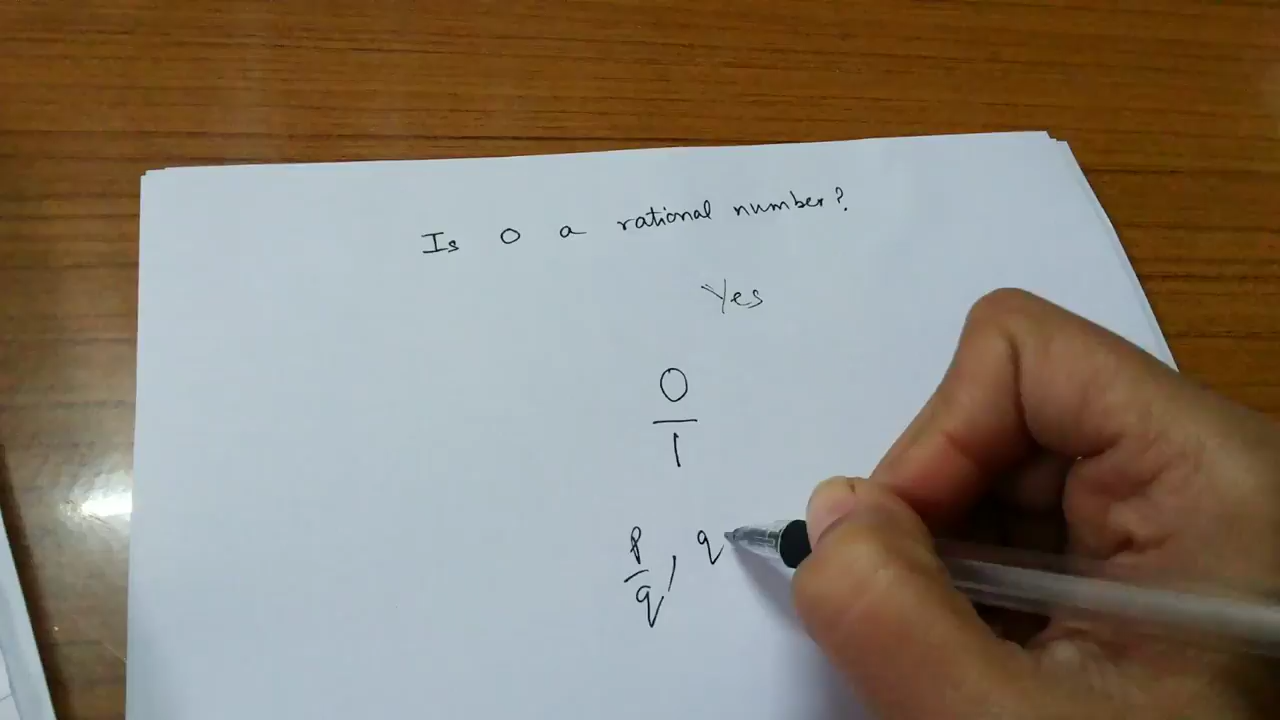 Is 0 a rational number?
Yes
0
1
p
q , q